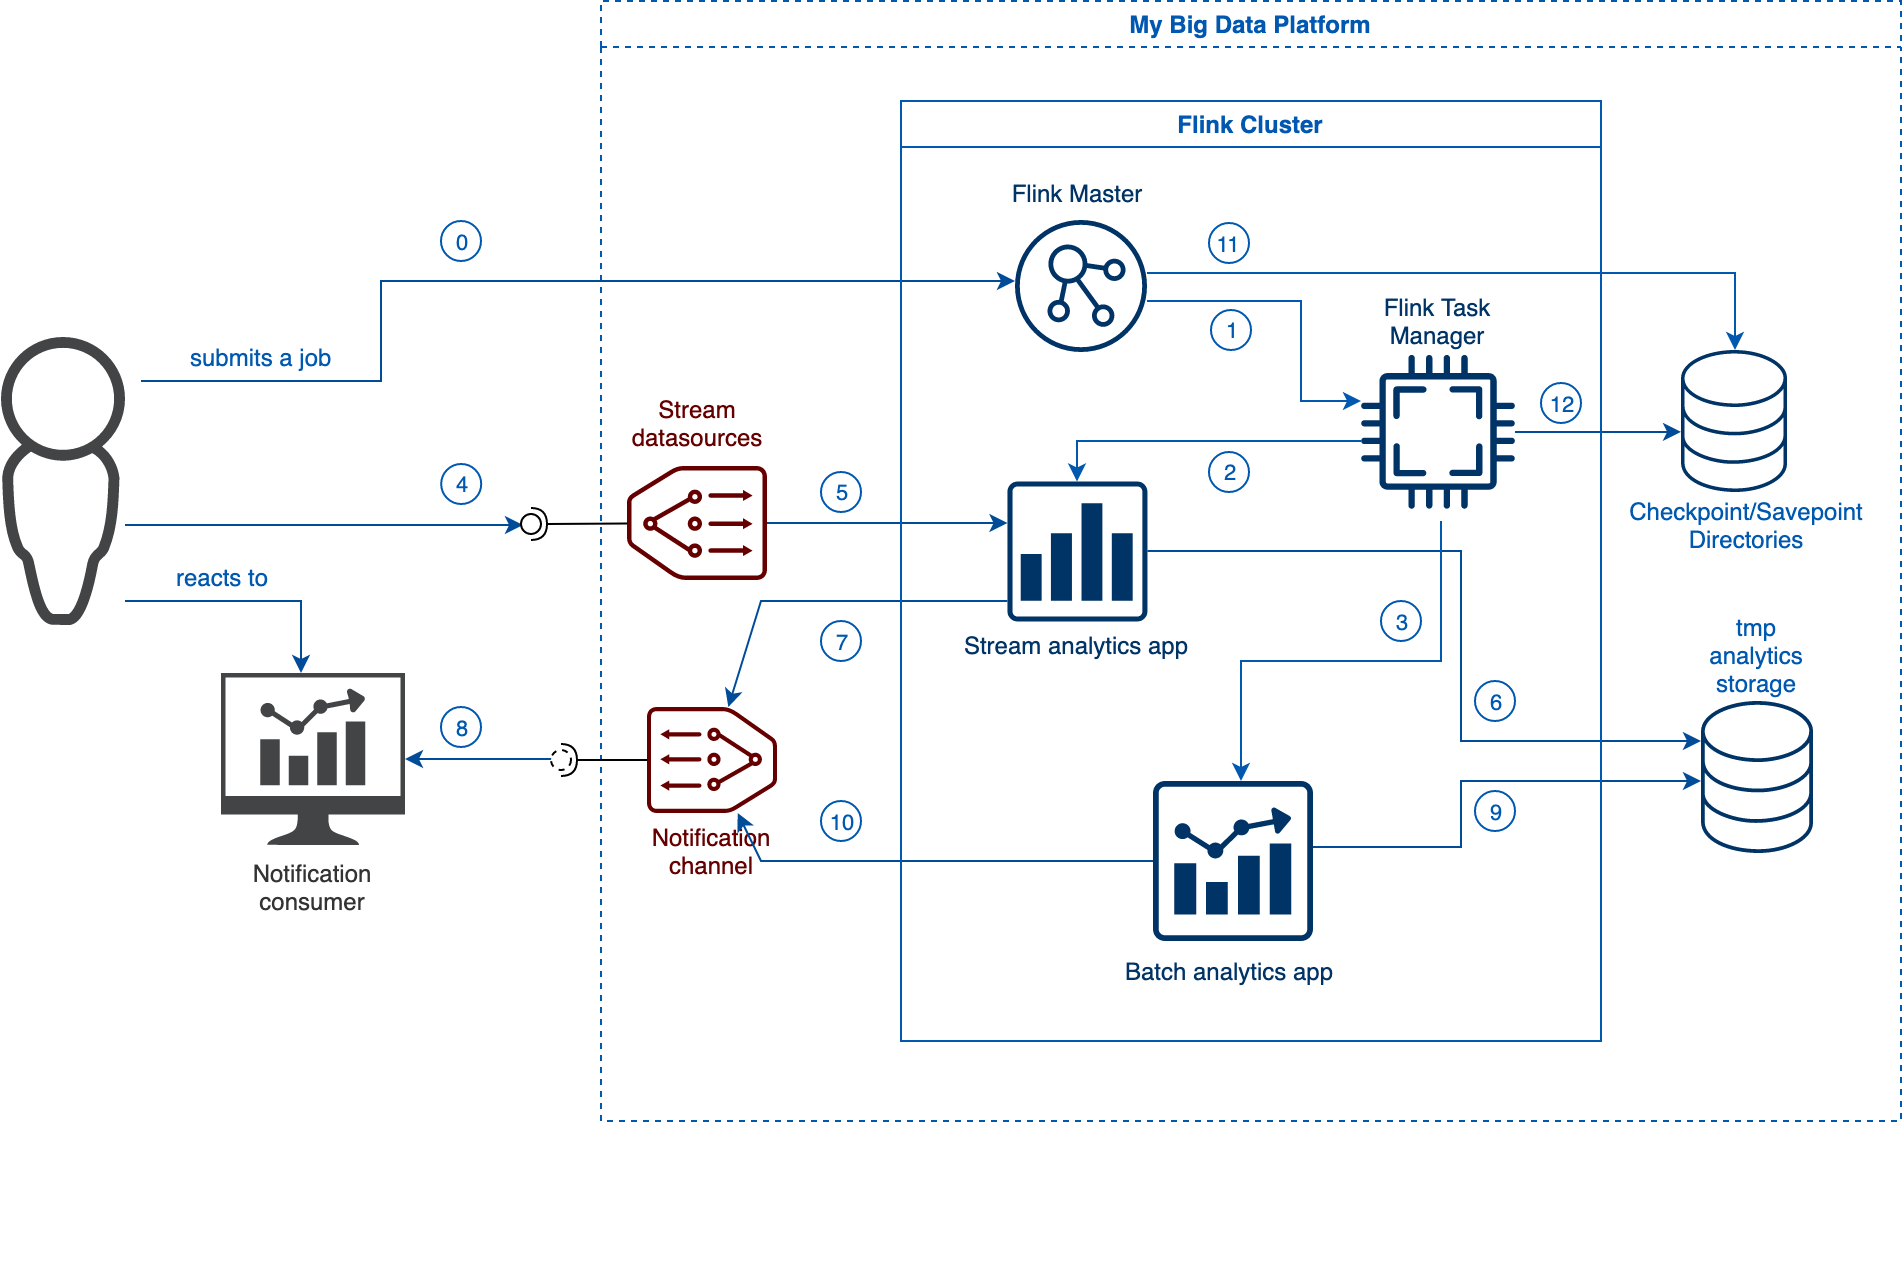 My Big Data Platform
Flink Cluster
Flink Master
0
11
1
Flink Task
Manager
submits a job
12
Stream
datasources
4
5
2
Checkpoint/Savepoint
Directories
reacts to
3
7
Stream analytics app
tmp
analytics
storage
6
8
9
10
Notification
channel
Notification
consumer
Batch analytics app